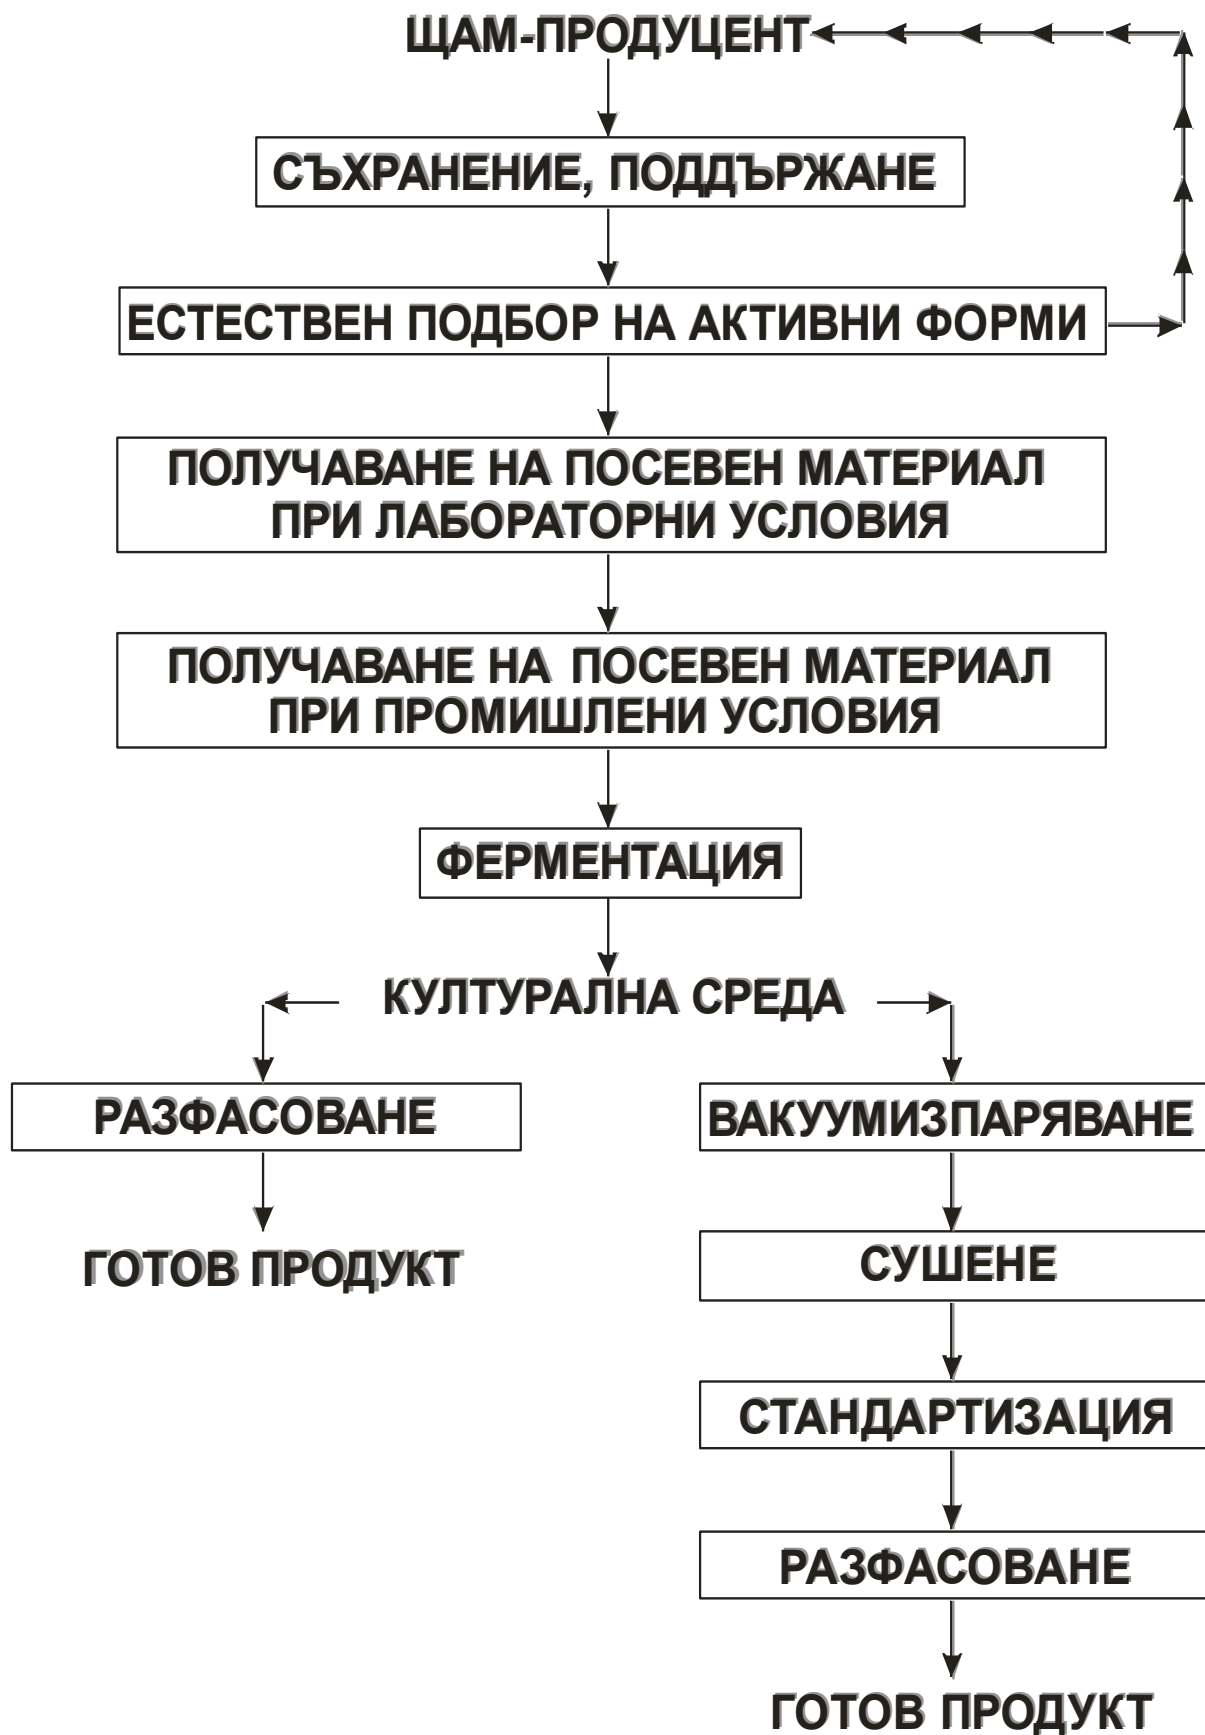 ЩАМ-ПРОДУЦЕНТ
СЪХРАНЕНИЕ, ПОДДЪРЖАНЕ
ЕСТЕСТВЕН ПОДБОР НА АКТИВНИ ФОРМИ
ПОЛУЧАВАНЕ НА ПОСЕВЕН МАТЕРИАЛ
ПРИ ЛАБОРАТОРНИ УСЛОВИЯ
ПОЛУЧАВАНЕ НА ПОСЕВЕН МАТЕРИАЛ
ПРИ ПРОМИШЛЕНИ УСЛОВИЯ
ФЕРМЕНТАЦИЯ
КУЛТУРАЛНА СРЕДА
РАЗФАСОВАНЕ
ГОТОВ ПРОДУКТ
ВАКУУМИЗПАРЯВАНЕ
СУШЕНЕ
СТАНДАРТИЗАЦИЯ
РАЗФАСОВАНЕ
ГОТОВ ПРОДУКТ